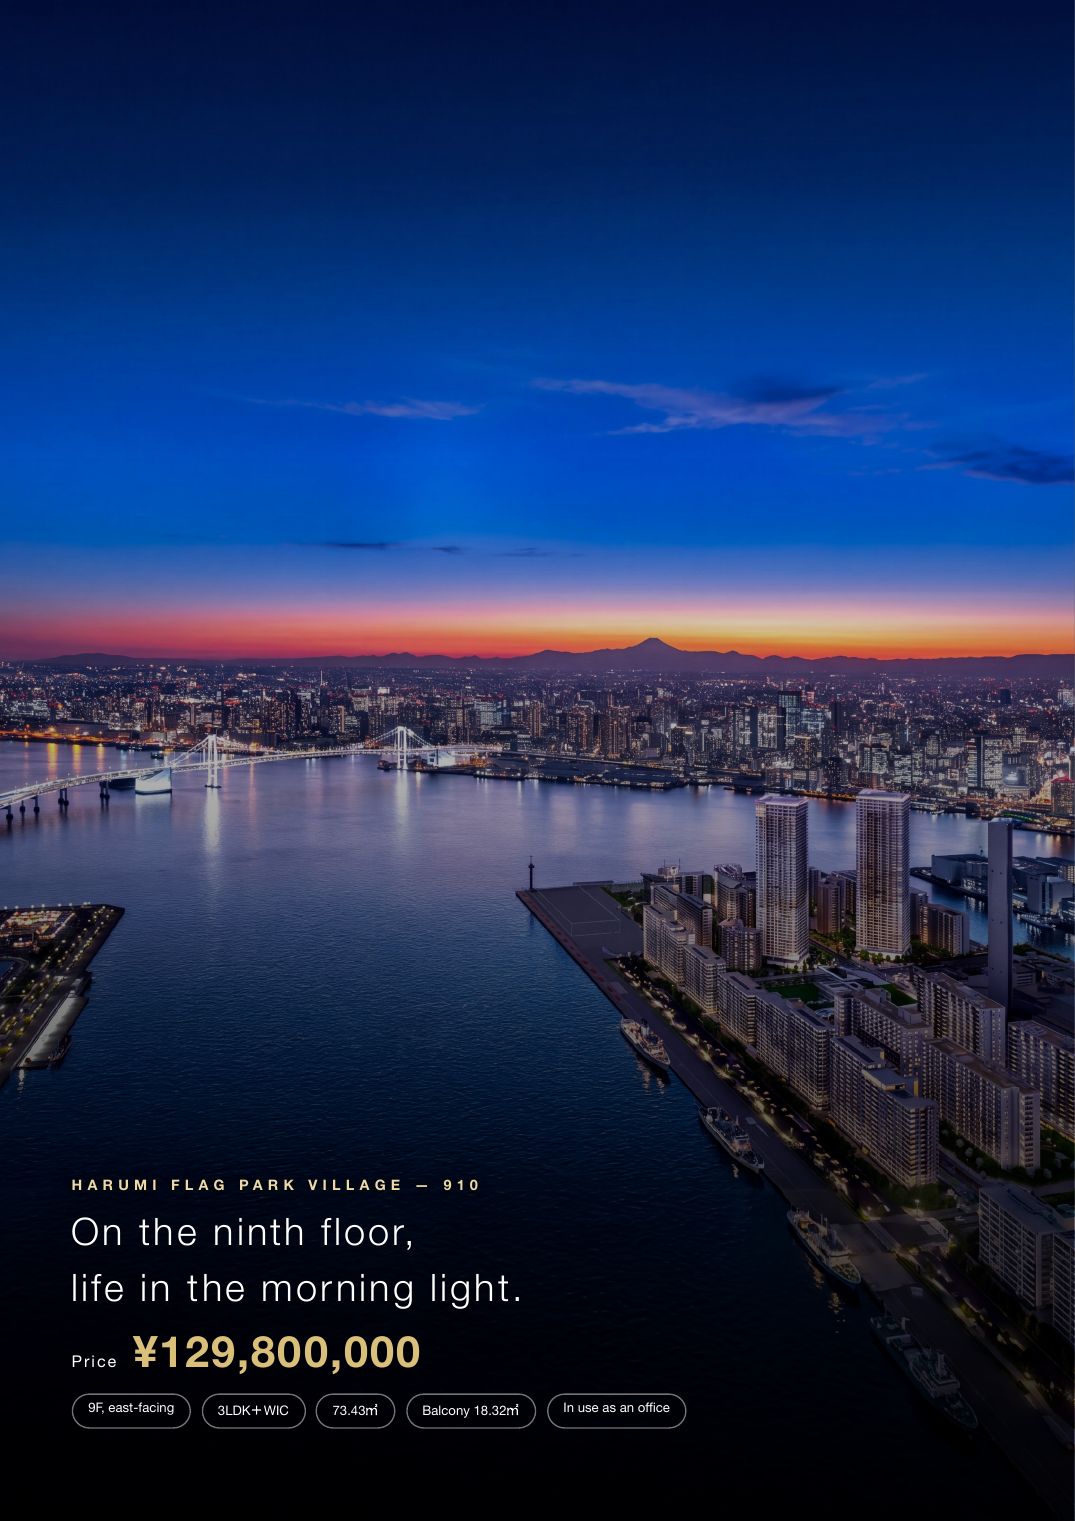 HARUMI FLAG PARK VILLAGE — 910
On the ninth floor,
life in the morning light.
Price ¥129,800,000
9F, east-facing 3LDK＋WIC 73.43㎡ Balcony 18.32㎡ In use as an office